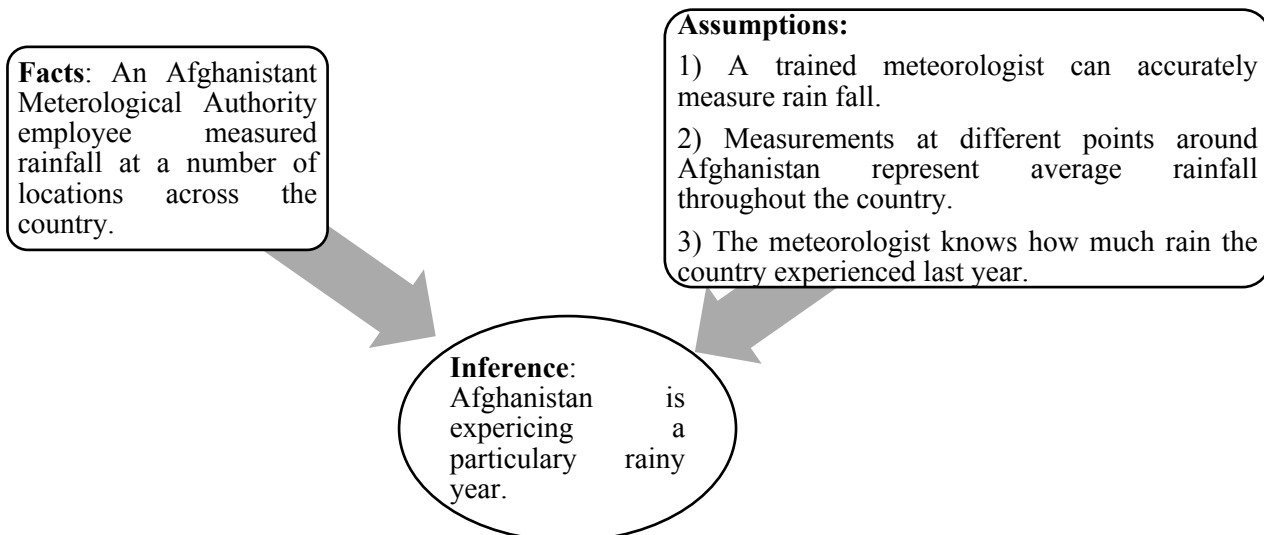 Facts: An Afghanistant
Meterological Authority
employee measured
rainfall at a number of
locations across the
country.
Assumptions:
1) A trained meteorologist can accurately
measure rain fall.
2) Measurements at different points around
Afghanistan represent average rainfall
throughout the country.
3) The meteorologist knows how much rain the
country experienced last year.
Inference:
Afghanistan is
expericing a
particulary rainy
year.